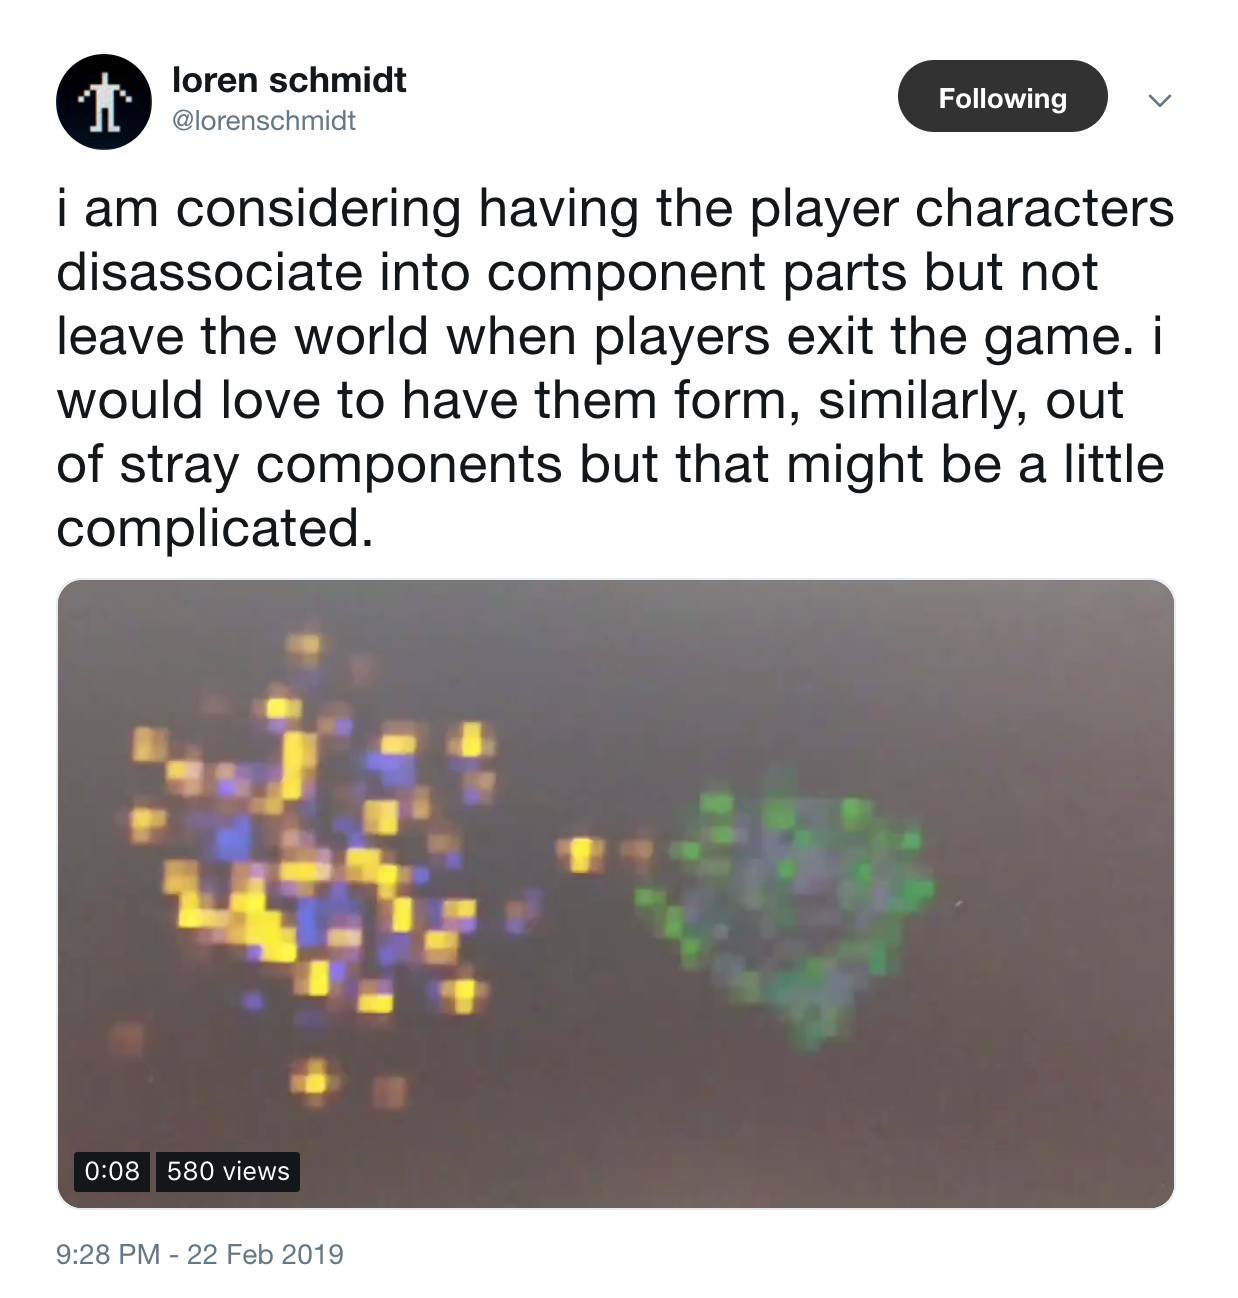 loren schmidt
@lorenschmidt
Following
i am considering having the player characters
disassociate into component parts but not
leave the world when players exit the game. i
would love to have them form, similarly, out
of stray components but that might be a little
complicated.
0:08 580 views
9:28 PM - 22 Feb 2019